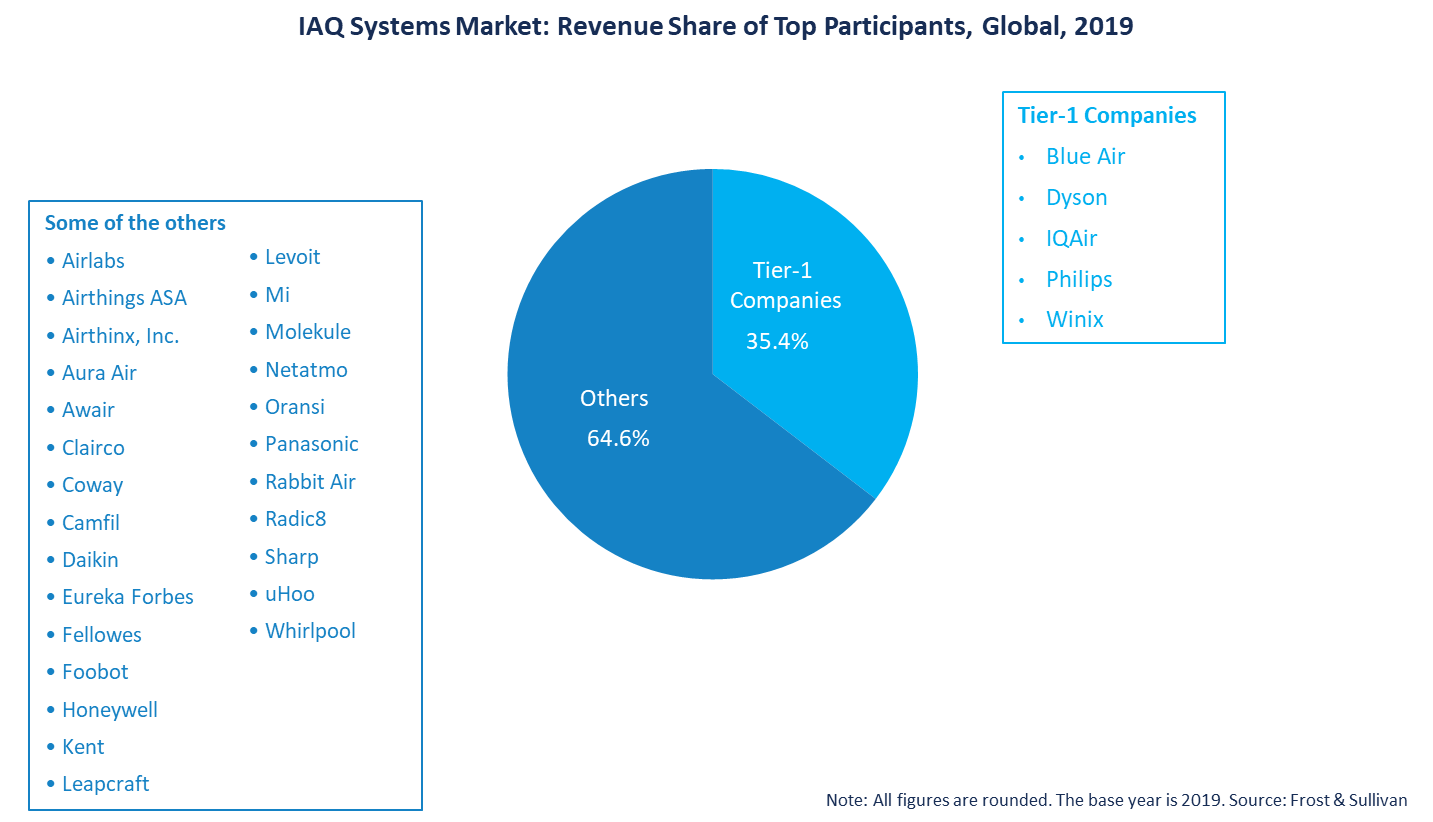 IAQ Systems Market: Revenue Share of Top Participants, Global, 2019
Tier-1 Companies
• Blue Air
• Dyson
• IQAir
• Philips
• Winix
Some of the others
• Airlabs
• Airthings ASA
• Airthinx, Inc.
• Aura Air
• Awair
• Clairco
• Coway
• Camfil
• Daikin
• Eureka Forbes
• Fellowes
• Foobot
• Honeywell
• Kent
• Leapcraft
• Levoit
• Mi
• Molekule
• Netatmo
• Oransi
• Panasonic
• Rabbit Air
• Radic8
• Sharp
• uHoo
• Whirlpool
Tier-1
Companies
35.4%
Others
64.6%
Note: All figures are rounded. The base year is 2019. Source: Frost & Sullivan